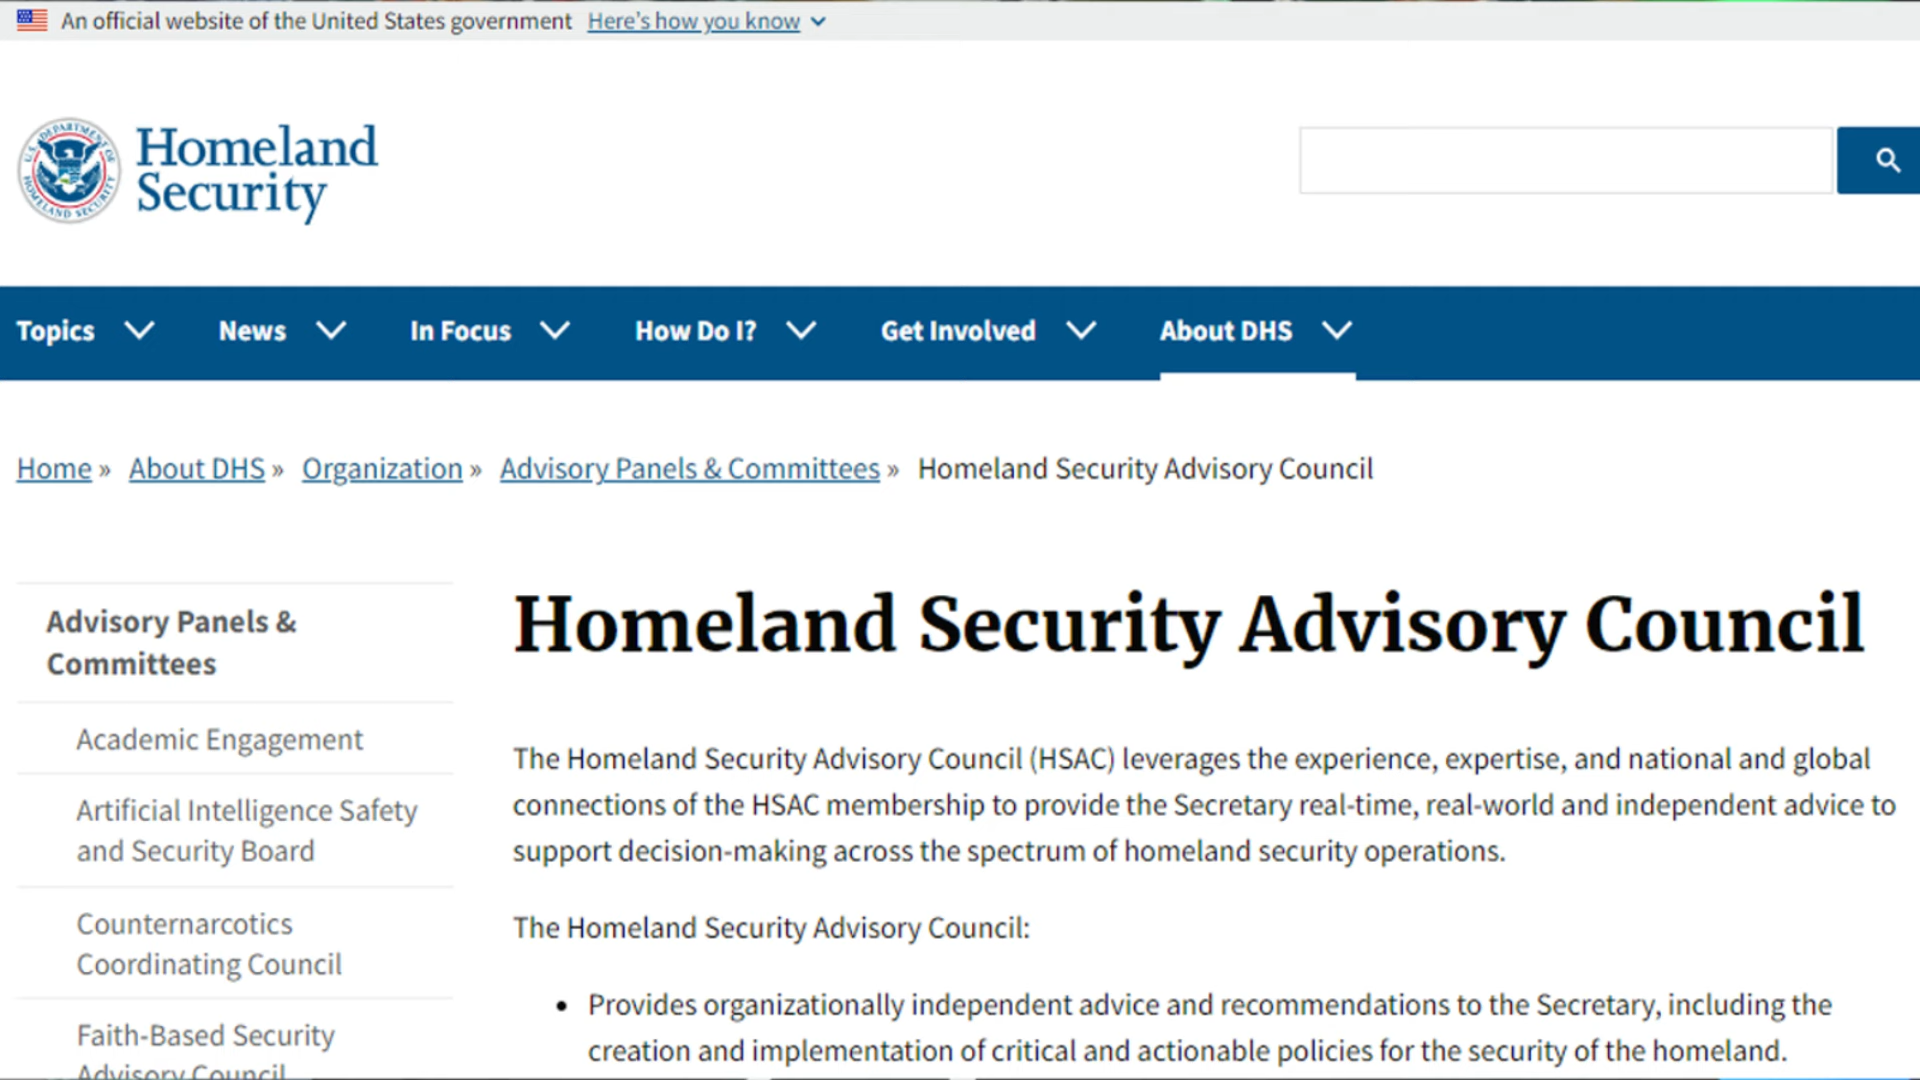 An official website of the United States government Here's how you know
U.S. DEPARTMENT OF HOMELAND SECURITY
Homeland
Security
Topics News In Focus How Do I? Get Involved About DHS
Home » About DHS » Organization » Advisory Panels & Committees » Homeland Security Advisory Council
Advisory Panels &
Committees
Academic Engagement
Artificial Intelligence Safety
and Security Board
Counternarcotics
Coordinating Council
Faith-Based Security
Advisory Council
Homeland Security Advisory Council
The Homeland Security Advisory Council (HSAC) leverages the experience, expertise, and national and global
connections of the HSAC membership to provide the Secretary real-time, real-world and independent advice to
support decision-making across the spectrum of homeland security operations.
The Homeland Security Advisory Council:
• Provides organizationally independent advice and recommendations to the Secretary, including the
creation and implementation of critical and actionable policies for the security of the homeland.